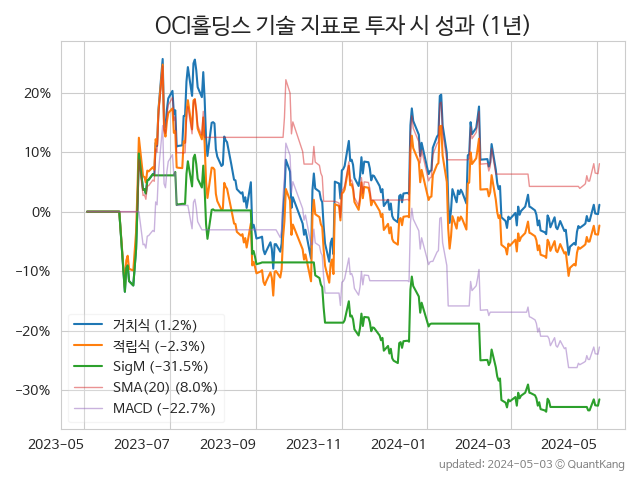 OCI홀딩스 기술 지표로 투자 시 성과 (1년)
20%
10%
0%
−10%
−20%
−30%
거치식 (1.2%)
적립식 (−2.3%)
SigM (−31.5%)
SMA(20) (8.0%)
MACD (−22.7%)
2023-05 2023-07 2023-09 2023-11 2024-01 2024-03 2024-05
updated: 2024-05-03 ⓒ QuantKang